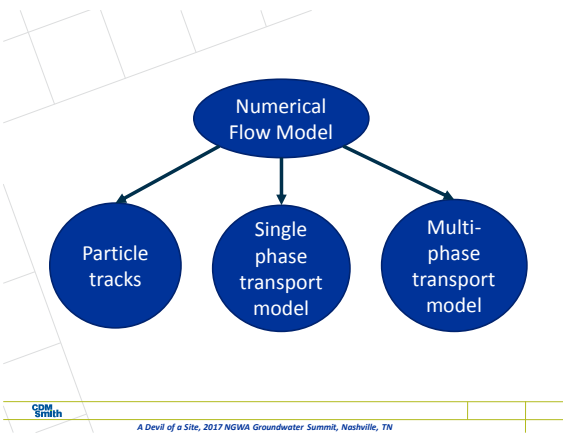 Numerical
Flow Model
Particle
tracks
Single
phase
transport
model
Multi-
phase
transport
model
CDM
Smith
A Devil of a Site, 2017 NGWA Groundwater Summit, Nashville, TN